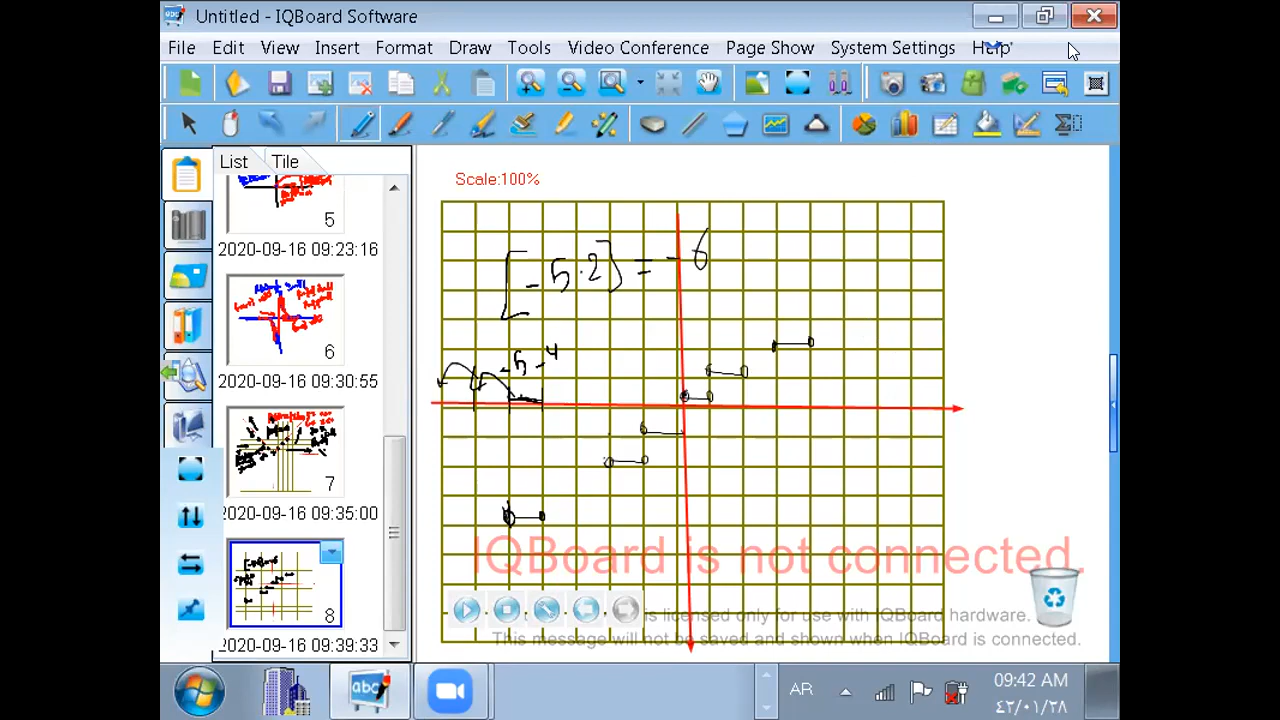 Untitled - IQBoard Software
File Edit View Insert Format Draw Tools Video Conference Page Show System Settings Help
List Tile
5
2020-09-16 09:23:16
6
2020-09-16 09:30:55
7
2020-09-16 09:35:00
8
2020-09-16 09:39:33
Scale:100%
[-5.2] = -6
-5 -4
IQBoard is not connected.
is licensed only for use with IQBoard hardware.
This message will not be saved and shown when IQBoard is connected.
abc
AR
09:42 AM
٤٢/٠١/٢٨